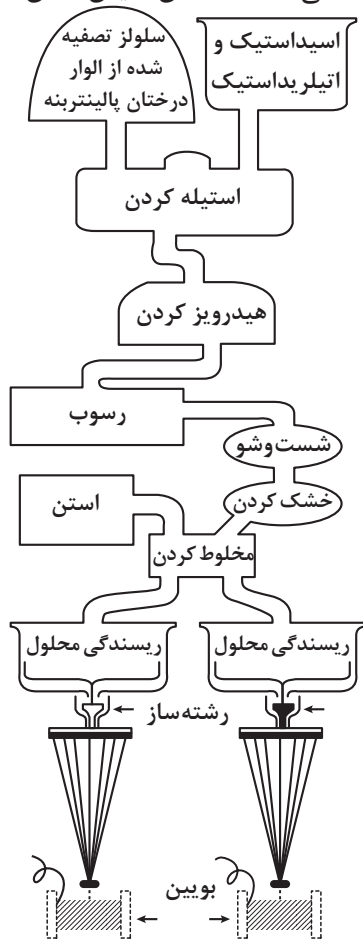 سلولز تصفیه
شده از الوار
درختان پالینتربنه
اسیداستیک و
اتیلریداستیک
استیله کردن
هیدرویز کردن
رسوب
شست‌وشو
خشک کردن
استن
مخلوط کردن
ریسندگی محلول
ریسندگی محلول
رشته‌ساز
بویین